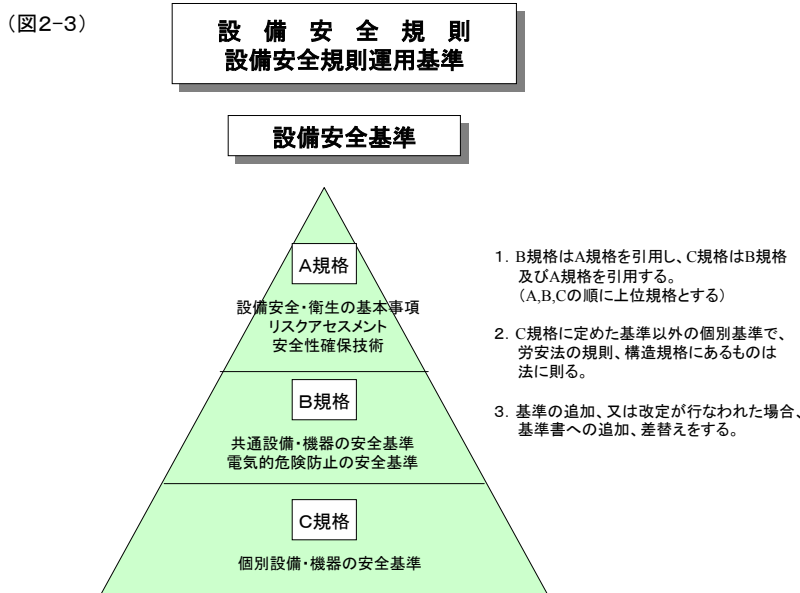 （図2-3）
設 備 安 全 規 則
設備安全規則運用基準
設備安全基準
A規格
設備安全・衛生の基本事項
リスクアセスメント
安全性確保技術
B規格
共通設備・機器の安全基準
電気的危険防止の安全基準
C規格
個別設備・機器の安全基準
1. B規格はA規格を引用し、C規格はB規格
及びA規格を引用する。
（A,B,Cの順に上位規格とする）
2. C規格に定めた基準以外の個別基準で、
労安法の規則、構造規格にあるものは
法に則る。
3. 基準の追加、又は改定が行なわれた場合、
基準書への追加、差替えをする。